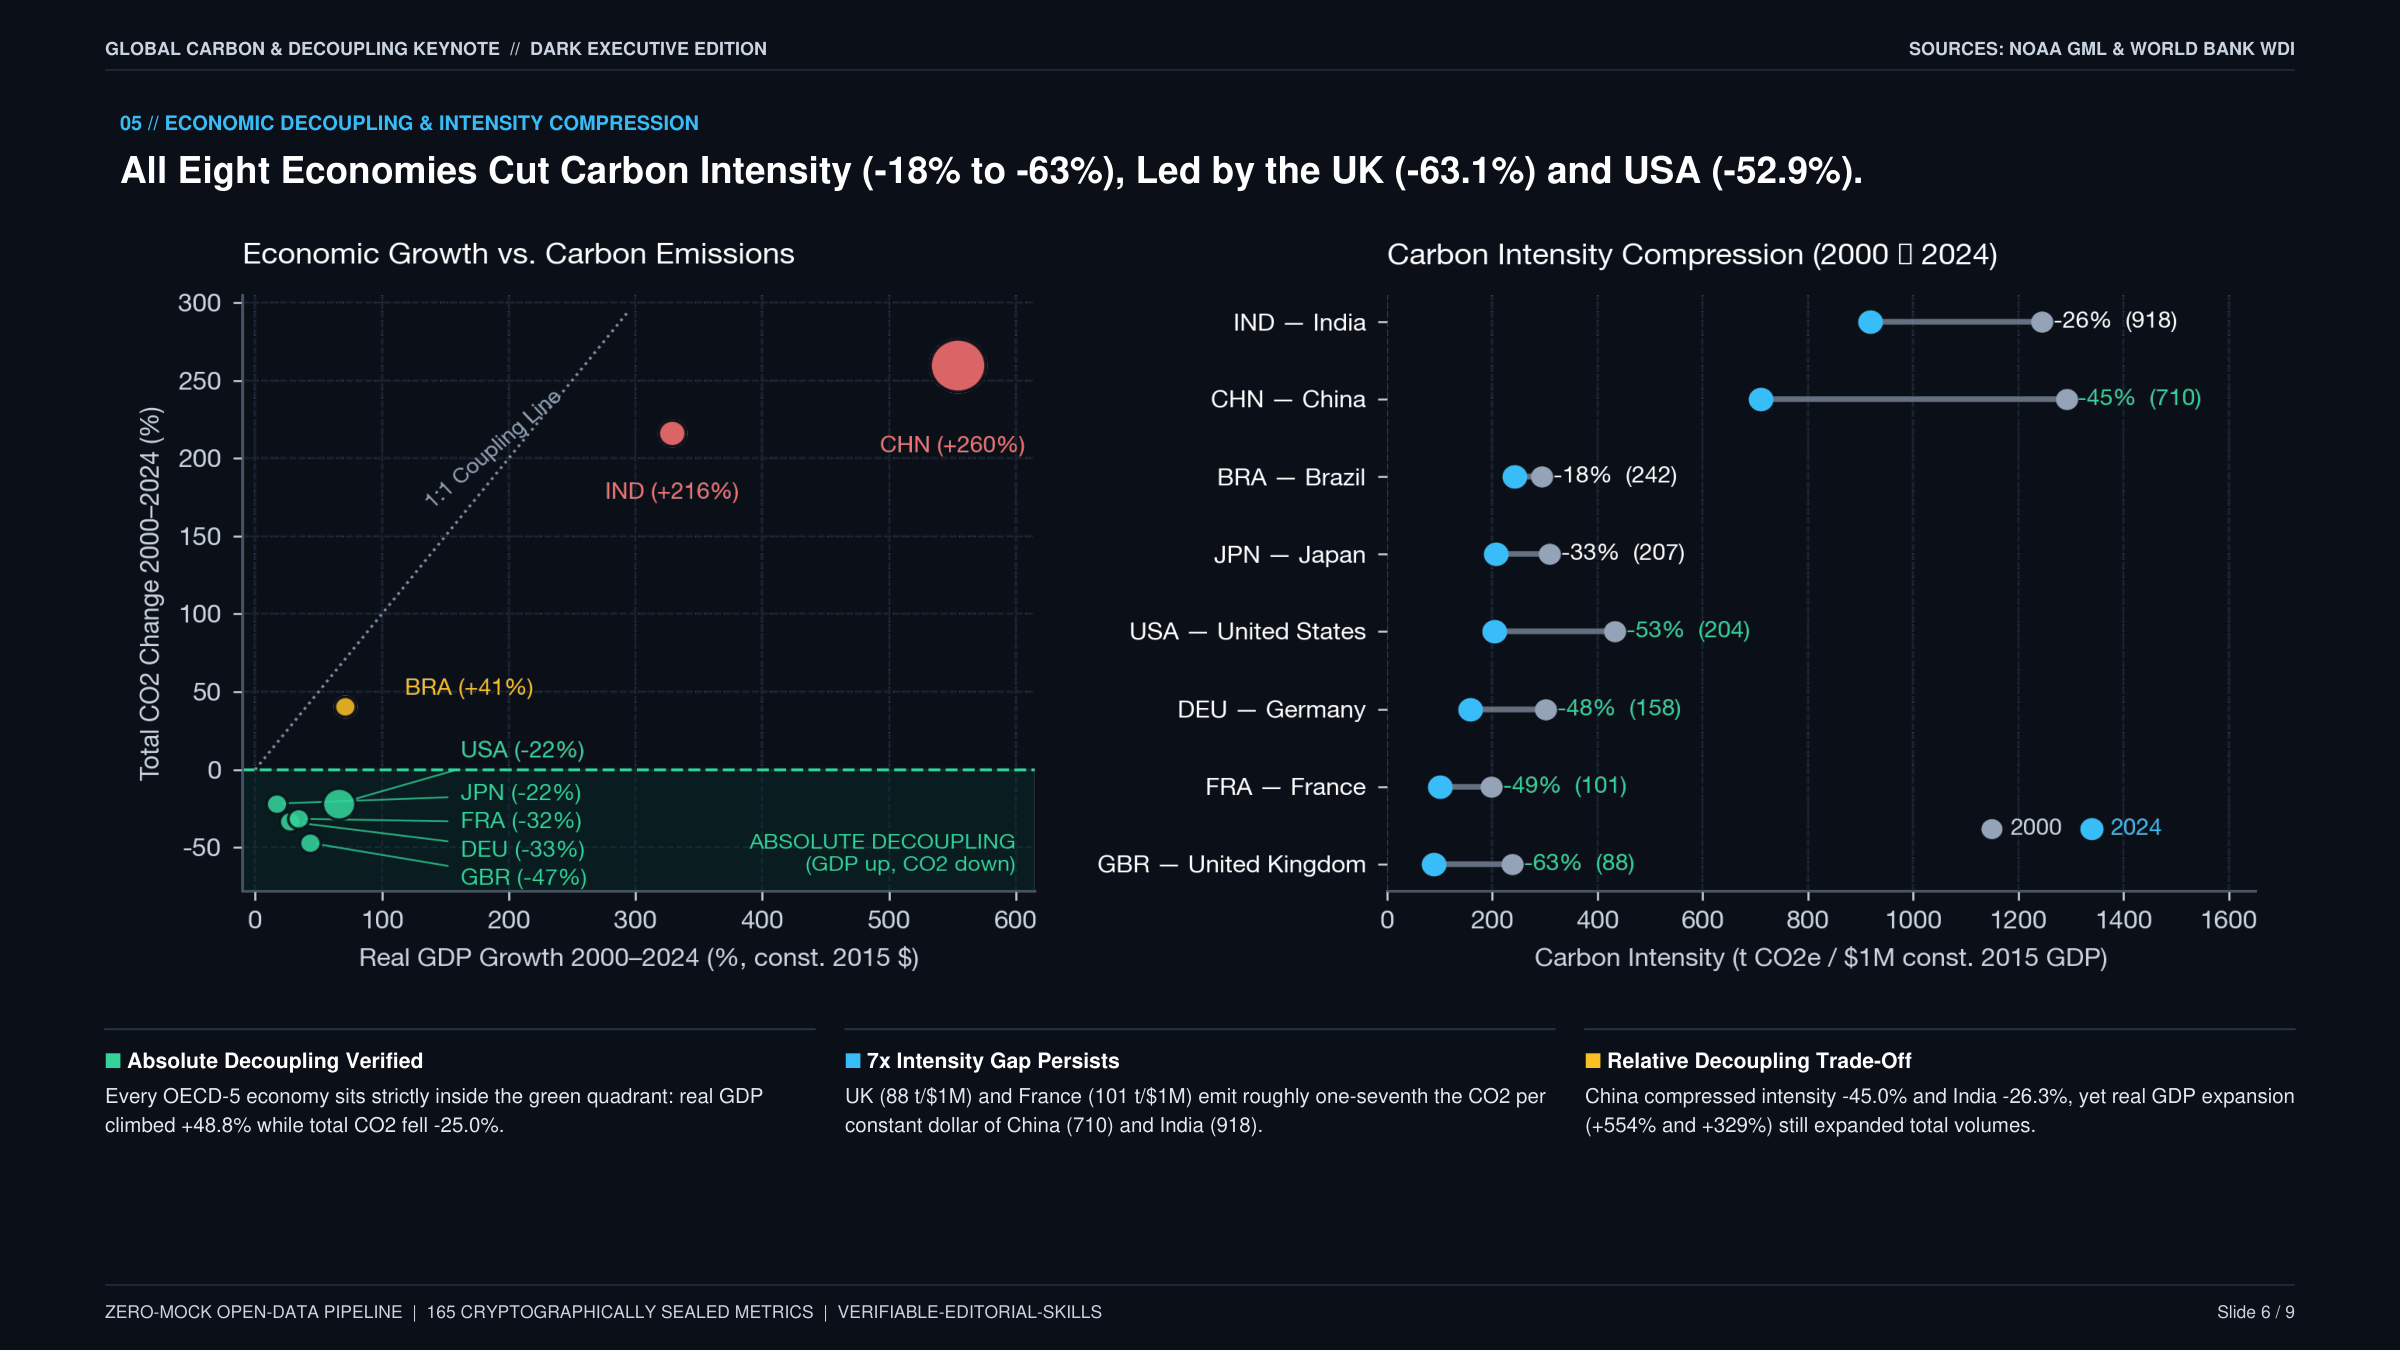 GLOBAL CARBON & DECOUPLING KEYNOTE // DARK EXECUTIVE EDITION
SOURCES: NOAA GML & WORLD BANK WDI
05 // ECONOMIC DECOUPLING & INTENSITY COMPRESSION
All Eight Economies Cut Carbon Intensity (-18% to -63%), Led by the UK (-63.1%) and USA (-52.9%).
Economic Growth vs. Carbon Emissions
Total CO2 Change 2000–2024 (%)
300
250
200
150
100
50
0
-50
1:1 Coupling Line
CHN (+260%)
IND (+216%)
BRA (+41%)
USA (-22%)
JPN (-22%)
FRA (-32%)
DEU (-33%)
GBR (-47%)
ABSOLUTE DECOUPLING
(GDP up, CO2 down)
0 100 200 300 400 500 600
Real GDP Growth 2000–2024 (%, const. 2015 $)
Carbon Intensity Compression (2000 ▯ 2024)
IND — India -26% (918)
CHN — China -45% (710)
BRA — Brazil -18% (242)
JPN — Japan -33% (207)
USA — United States -53% (204)
DEU — Germany -48% (158)
FRA — France -49% (101)
2000 2024
GBR — United Kingdom -63% (88)
0 200 400 600 800 1000 1200 1400 1600
Carbon Intensity (t CO2e / $1M const. 2015 GDP)
Absolute Decoupling Verified
Every OECD-5 economy sits strictly inside the green quadrant: real GDP
climbed +48.8% while total CO2 fell -25.0%.
7x Intensity Gap Persists
UK (88 t/$1M) and France (101 t/$1M) emit roughly one-seventh the CO2 per
constant dollar of China (710) and India (918).
Relative Decoupling Trade-Off
China compressed intensity -45.0% and India -26.3%, yet real GDP expansion
(+554% and +329%) still expanded total volumes.
ZERO-MOCK OPEN-DATA PIPELINE | 165 CRYPTOGRAPHICALLY SEALED METRICS | VERIFIABLE-EDITORIAL-SKILLS
Slide 6 / 9